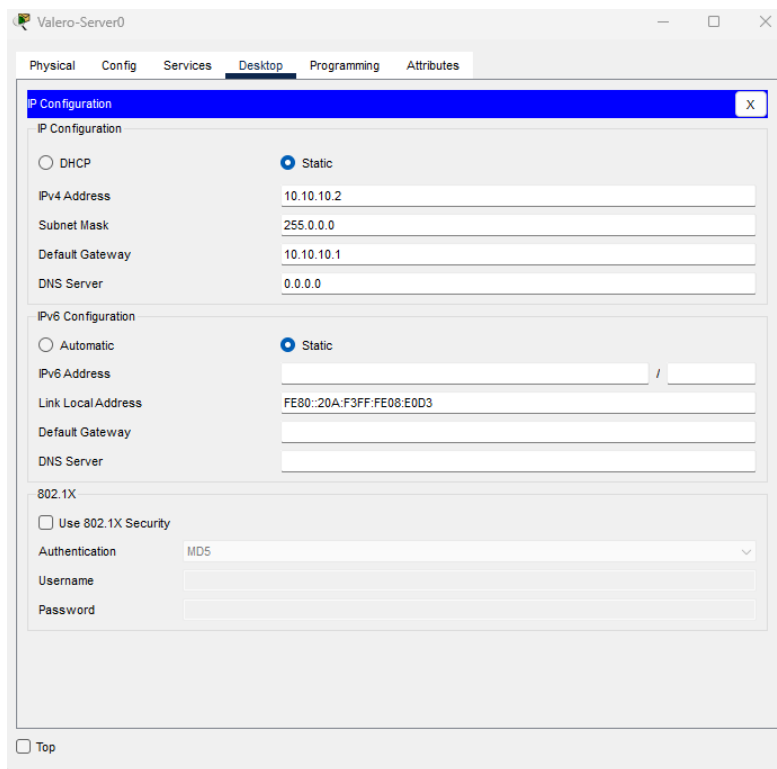 Valero-Server0
Physical Config Services Desktop Programming Attributes
IP Configuration X
IP Configuration
DHCP Static
IPv4 Address 10.10.10.2
Subnet Mask 255.0.0.0
Default Gateway 10.10.10.1
DNS Server 0.0.0.0
IPv6 Configuration
Automatic Static
IPv6 Address /
Link Local Address FE80::20A:F3FF:FE08:E0D3
Default Gateway
DNS Server
802.1X
Use 802.1X Security
Authentication MD5
Username
Password
Top